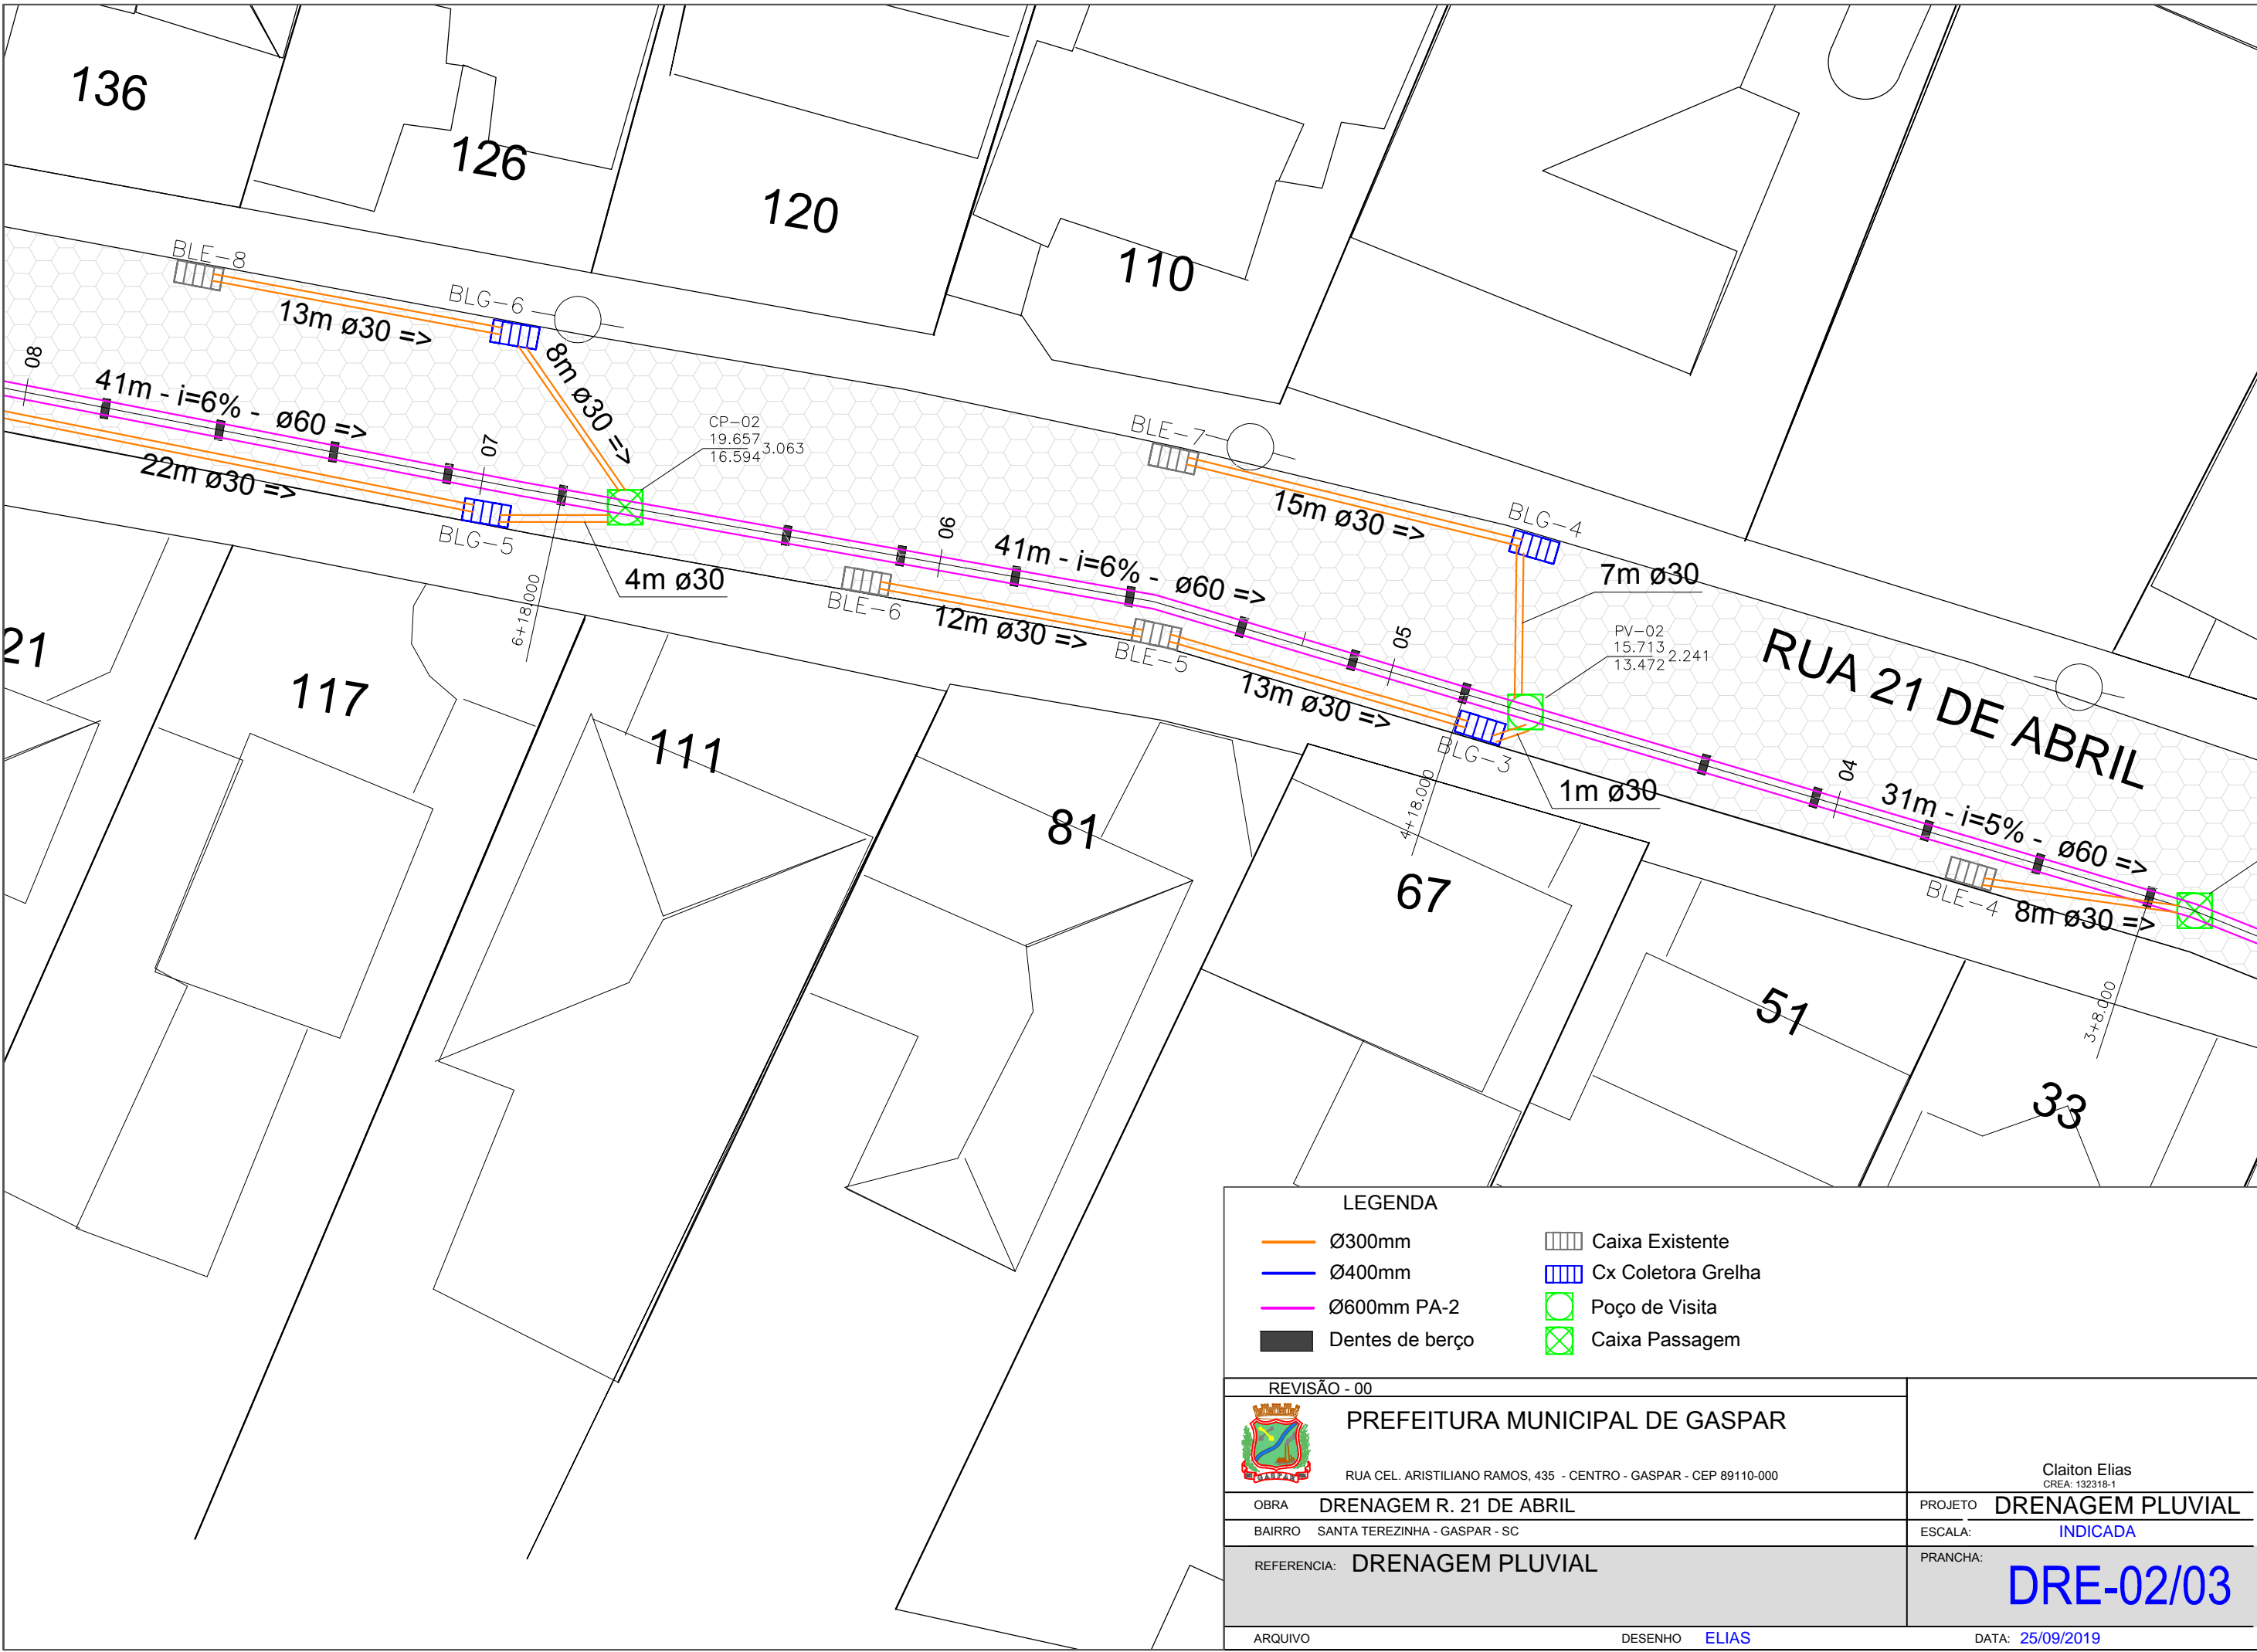 136
126
120
110
BLE-8
BLG-6
13m ø30 =>
8m ø30 =>
08
41m - i=6% -  ø60 =>
07
22m ø30 =>
CP-02
19.657
16.594
3.063
BLG-5
4m ø30
6+18.000
BLE-7
15m ø30 =>
BLG-4
7m ø30
06
41m - i=6% -  ø60 =>
BLE-6
12m ø30 =>
BLE-5
05
13m ø30 =>
PV-02
15.713
13.472
2.241
BLG-3
1m ø30
4+18.000
RUA 21 DE ABRIL
04
31m - i=5% -  ø60 =>
BLE-4
8m ø30 =>
3+8.000
21
117
111
81
67
51
33
LEGENDA
Ø300mm
Caixa Existente
Ø400mm
Cx Coletora Grelha
Ø600mm PA-2
Poço de Visita
Dentes de berço
Caixa Passagem
REVISÃO - 00
PREFEITURA MUNICIPAL DE GASPAR
GASPAR
RUA CEL. ARISTILIANO RAMOS, 435 - CENTRO - GASPAR - CEP 89110-000
Claiton Elias
CREA: 132318-1
OBRA DRENAGEM R. 21 DE ABRIL
PROJETO DRENAGEM PLUVIAL
BAIRRO SANTA TEREZINHA - GASPAR - SC
ESCALA: INDICADA
REFERENCIA: DRENAGEM PLUVIAL
PRANCHA:
DRE-02/03
ARQUIVO
DESENHO ELIAS
DATA: 25/09/2019